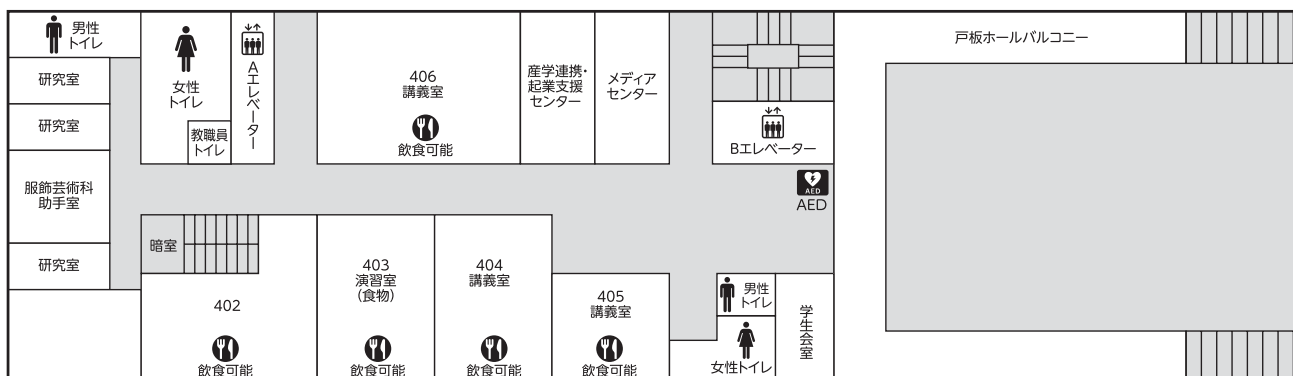 男性
トイレ
研究室
研究室
服飾芸術科
助手室
研究室
女性
トイレ
教職員
トイレ
Aエレベーター
406
講義室
飲食可能
産学連携・
起業支援
センター
メディア
センター
Bエレベーター
AED
AED
戸板ホールバルコニー
暗室
402
飲食可能
403
演習室
（食物）
飲食可能
404
講義室
飲食可能
405
講義室
飲食可能
男性
トイレ
女性トイレ
学生会室